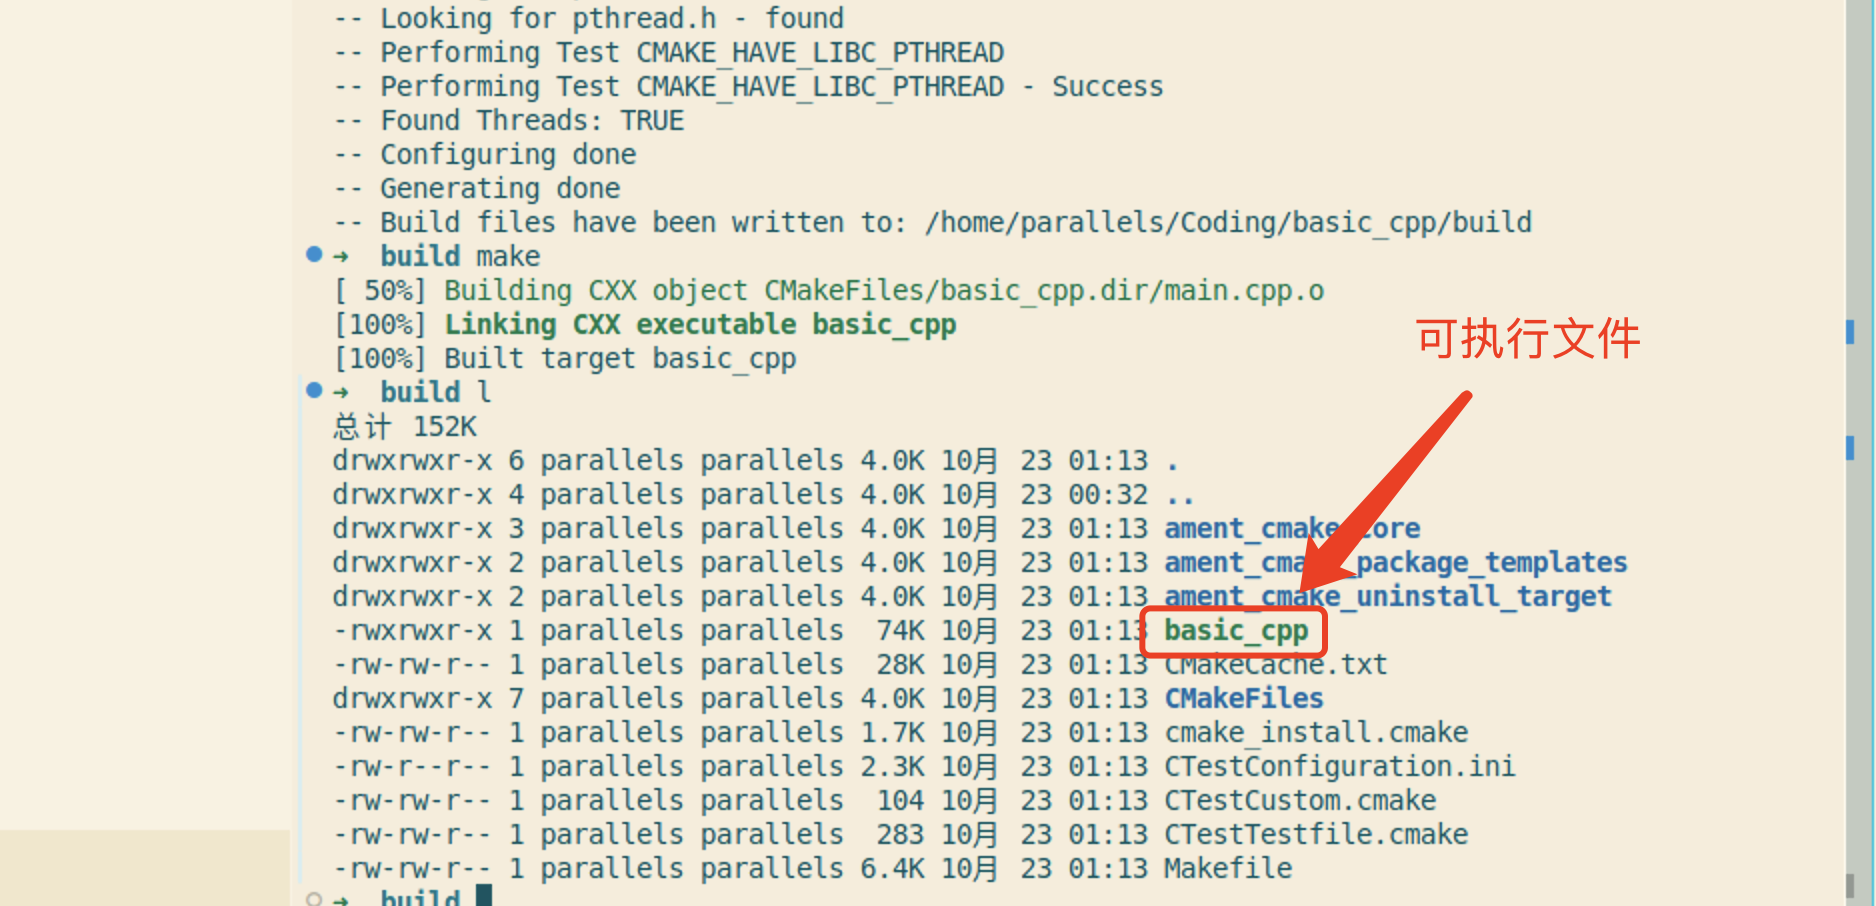 -- Looking for pthread.h - found
-- Performing Test CMAKE_HAVE_LIBC_PTHREAD
-- Performing Test CMAKE_HAVE_LIBC_PTHREAD - Success
-- Found Threads: TRUE
-- Configuring done
-- Generating done
-- Build files have been written to: /home/parallels/Coding/basic_cpp/build
➜  build make
[ 50%] Building CXX object CMakeFiles/basic_cpp.dir/main.cpp.o
[100%] Linking CXX executable basic_cpp
可执行文件
[100%] Built target basic_cpp
➜  build l
总计 152K
drwxrwxr-x 6 parallels parallels 4.0K 10月 23 01:13 .
drwxrwxr-x 4 parallels parallels 4.0K 10月 23 00:32 ..
drwxrwxr-x 3 parallels parallels 4.0K 10月 23 01:13 ament_cmake_core
drwxrwxr-x 2 parallels parallels 4.0K 10月 23 01:13 ament_cmake_package_templates
drwxrwxr-x 2 parallels parallels 4.0K 10月 23 01:13 ament_cmake_uninstall_target
-rwxrwxr-x 1 parallels parallels  74K 10月 23 01:13 basic_cpp
-rw-rw-r-- 1 parallels parallels  28K 10月 23 01:13 CMakeCache.txt
drwxrwxr-x 7 parallels parallels 4.0K 10月 23 01:13 CMakeFiles
-rw-rw-r-- 1 parallels parallels 1.7K 10月 23 01:13 cmake_install.cmake
-rw-r--r-- 1 parallels parallels 2.3K 10月 23 01:13 CTestConfiguration.ini
-rw-rw-r-- 1 parallels parallels  104 10月 23 01:13 CTestCustom.cmake
-rw-rw-r-- 1 parallels parallels  283 10月 23 01:13 CTestTestfile.cmake
-rw-rw-r-- 1 parallels parallels 6.4K 10月 23 01:13 Makefile
➜  build